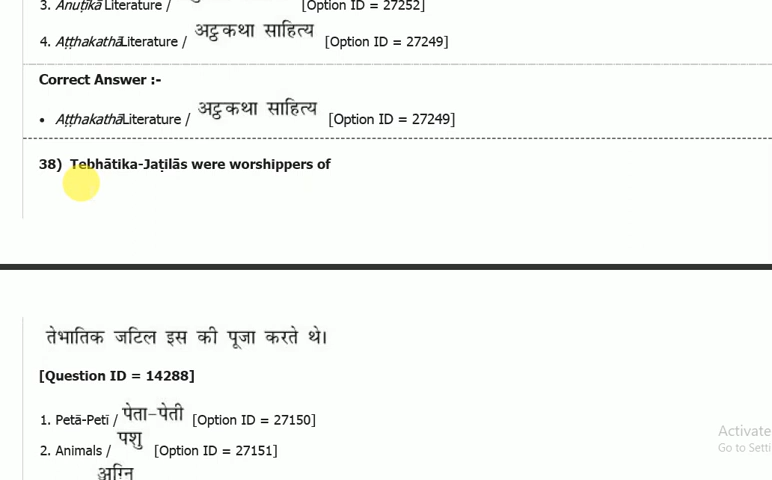 3. Anuṭīkā Literature / [Option ID = 27252]
4. Aṭṭhakathā Literature / अट्ठकथा साहित्य [Option ID = 27249]
Correct Answer :-
• Aṭṭhakathā Literature / अट्ठकथा साहित्य [Option ID = 27249]
38) Tebhātika-Jaṭilās were worshippers of
तेभातिक जटिल इस की पूजा करते थे।
[Question ID = 14288]
1. Petā-Petī / पेता-पेती [Option ID = 27150]
2. Animals / पशु [Option ID = 27151]
अग्नि
Activate
Go to Setti